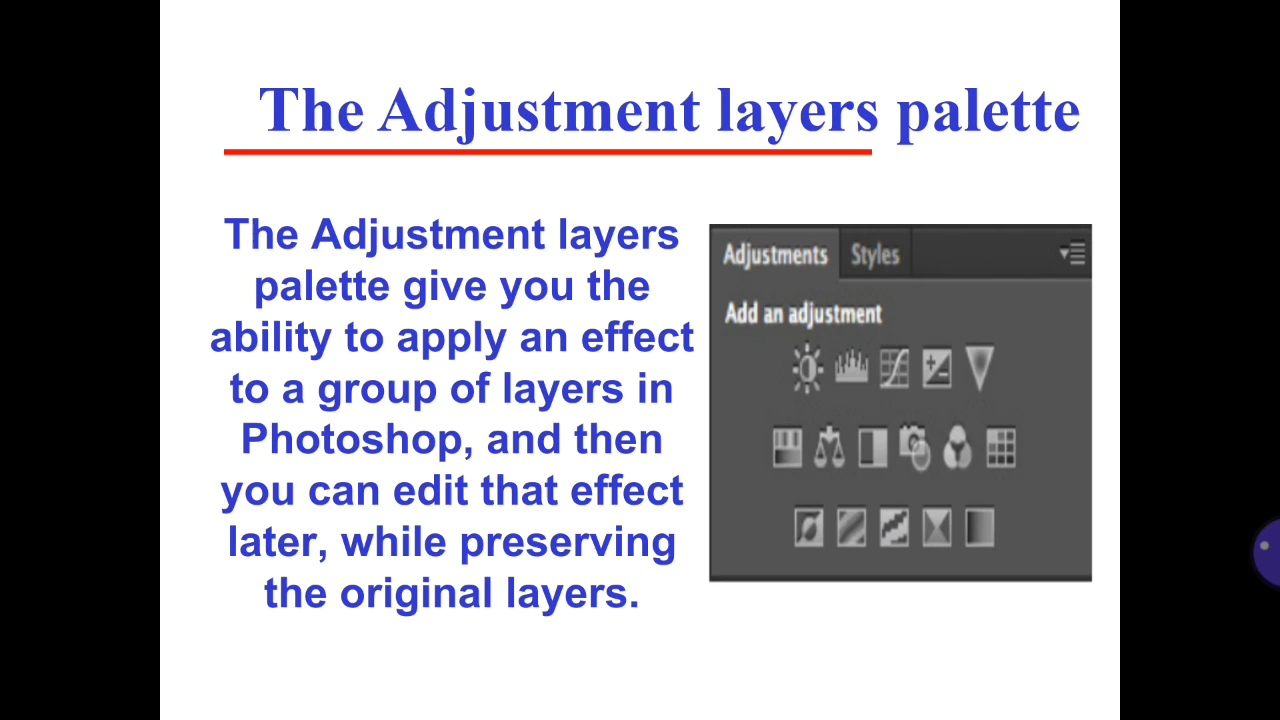 The Adjustment layers palette
The Adjustment layers
palette give you the
ability to apply an effect
to a group of layers in
Photoshop, and then
you can edit that effect
later, while preserving
the original layers.
Adjustments Styles
Add an adjustment